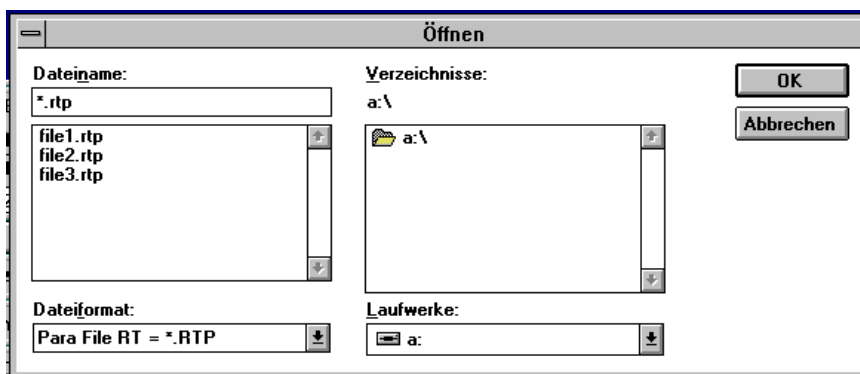 Öffnen
Dateiname:
*.rtp
file1.rtp
file2.rtp
file3.rtp
Dateiformat:
Para File RT = *.RTP
Verzeichnisse:
a:\
a:\
Laufwerke:
a:
OK
Abbrechen